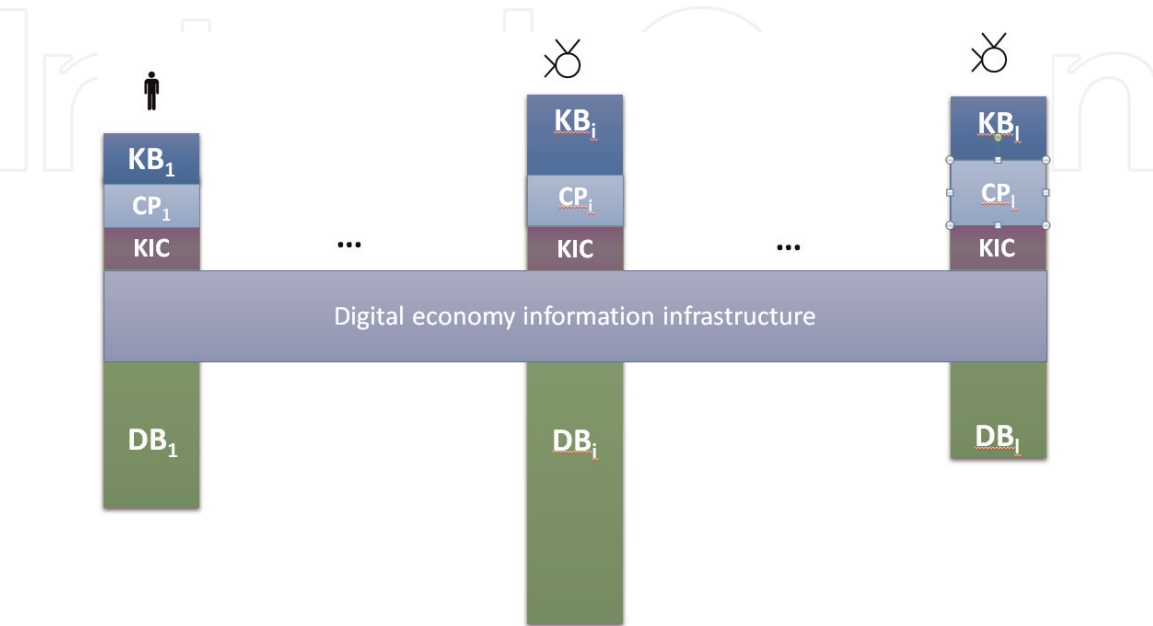 KB₁
KBᵢ
KBₗ
CP₁
CPᵢ
CPₗ
KIC
...
KIC
...
KIC
Digital economy information infrastructure
DB₁
DBᵢ
DBₗ